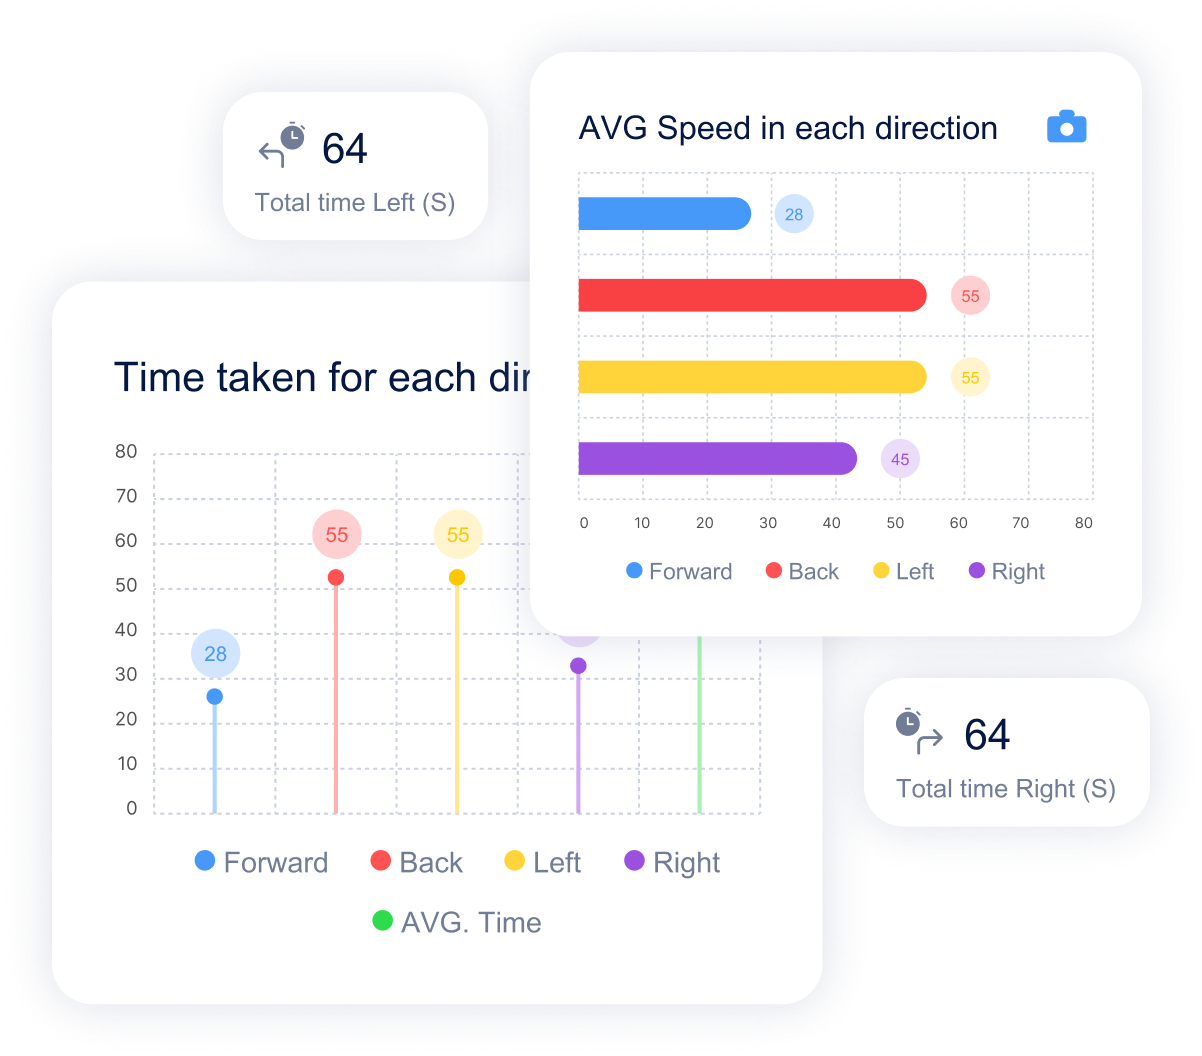 64
Total time Left (S)
AVG Speed in each direction
28
55
55
45
0 10 20 30 40 50 60 70 80
Forward Back Left Right
Time taken for each
80
70
60
50
40
30
20
10
0
55
55
28
Forward Back Left Right
AVG. Time
64
Total time Right (S)